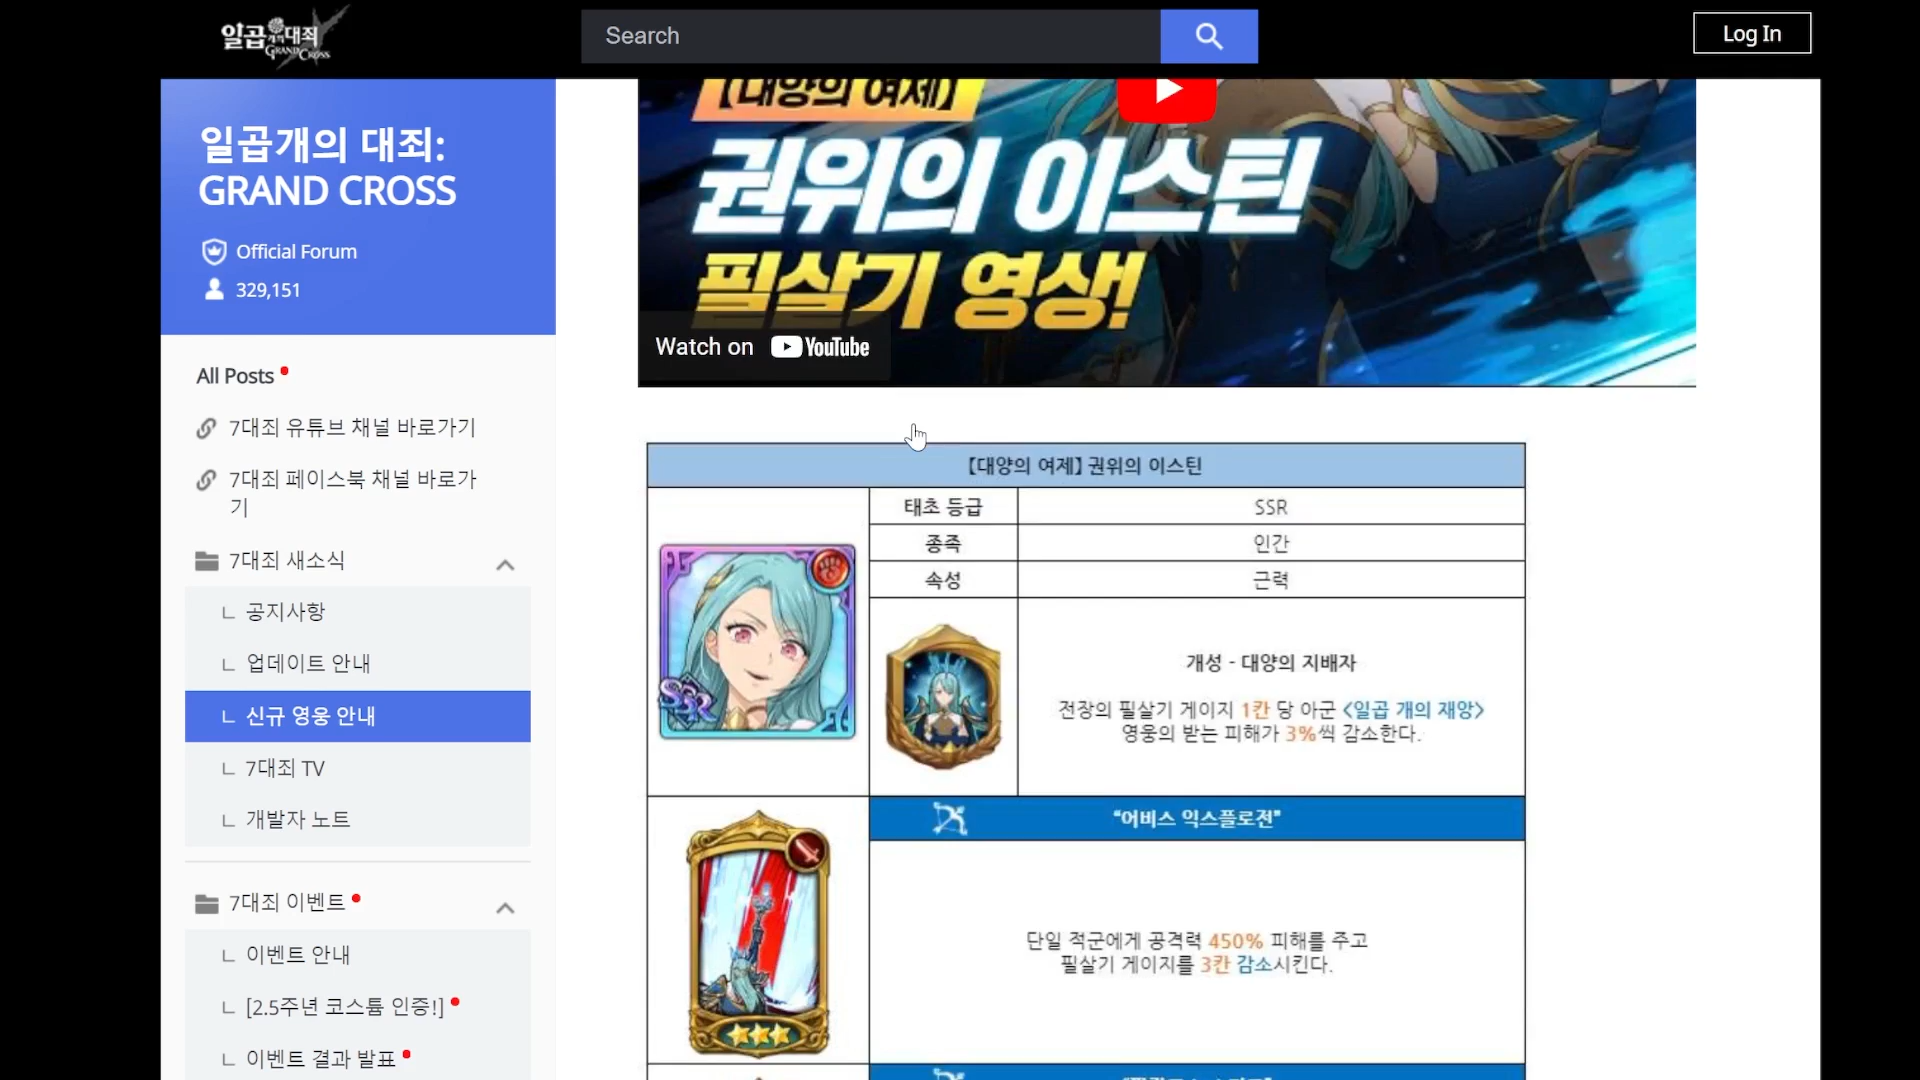 일곱개의대죄
GRAND CROSS
Search
Log In
일곱개의 대죄:
GRAND CROSS
Official Forum
329,151
All Posts
7대죄 유튜브 채널 바로가기
7대죄 페이스북 채널 바로가
기
7대죄 새소식
ㄴ 공지사항
ㄴ 업데이트 안내
ㄴ 신규 영웅 안내
ㄴ 7대죄 TV
ㄴ 개발자 노트
7대죄 이벤트
ㄴ 이벤트 안내
ㄴ [2.5주년 코스튬 인증!]
ㄴ 이벤트 결과 발표
【대양의 여제】
권위의 이스틴
필살기 영상!
Watch on YouTube
【대양의 여제】 권위의 이스틴
태초 등급
SSR
종족
인간
속성
근력
SSR
개성 - 대양의 지배자
전장의 필살기 게이지 1칸 당 아군 <일곱 개의 재앙>
영웅의 받는 피해가 3%씩 감소한다.
"어비스 익스플로전"
단일 적군에게 공격력 450% 피해를 주고
필살기 게이지를 3칸 감소시킨다.